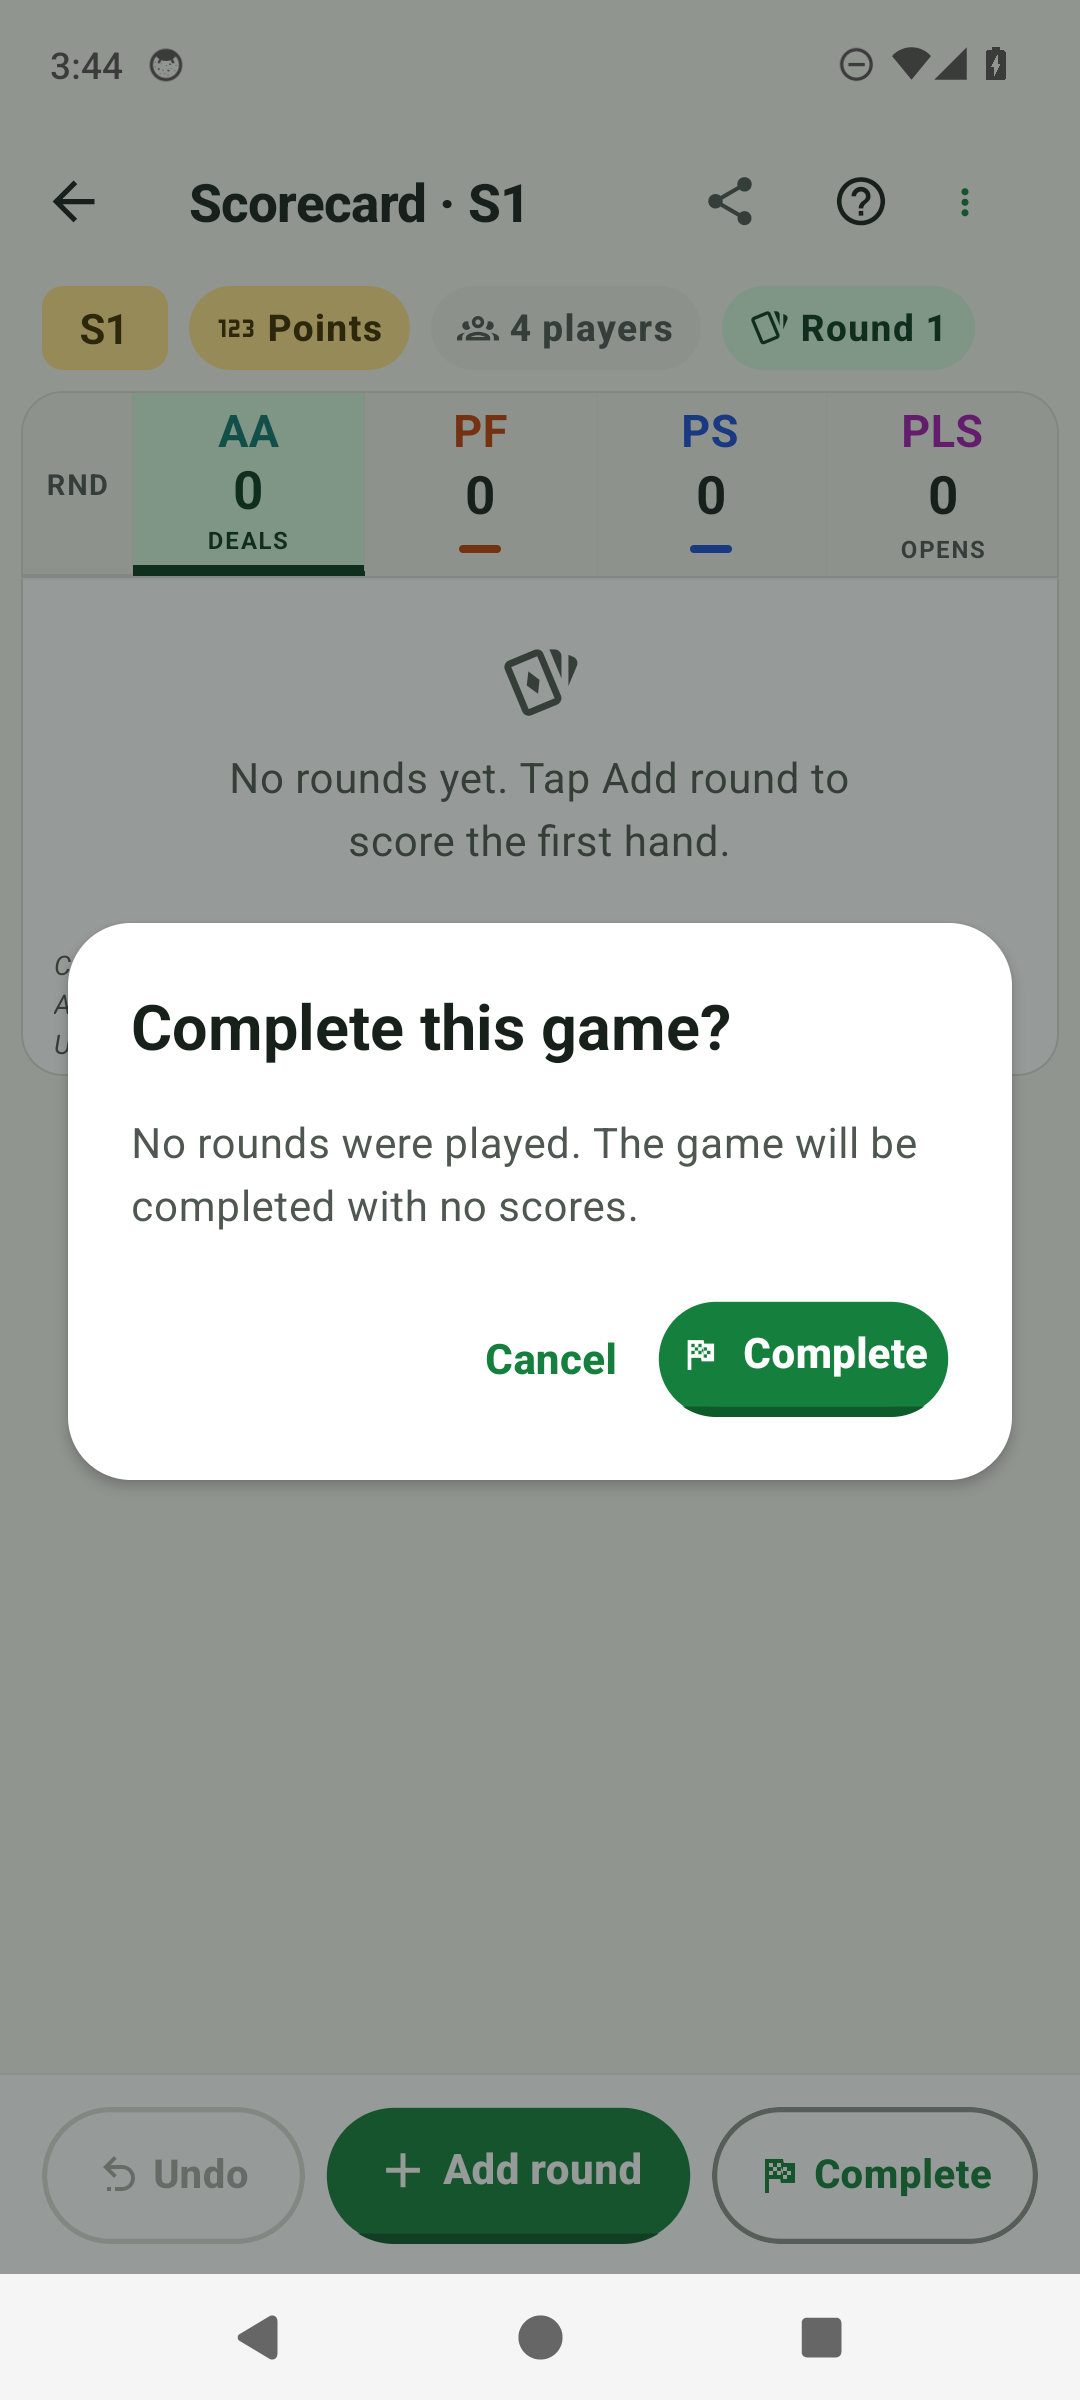 3:44
Scorecard · S1
S1
123 Points
4 players
Round 1
RND
AA
0
DEALS
PF
0
PS
0
PLS
0
OPENS
No rounds yet. Tap Add round to
score the first hand.
Complete this game?
No rounds were played. The game will be
completed with no scores.
Cancel
Complete
Undo
Add round
Complete